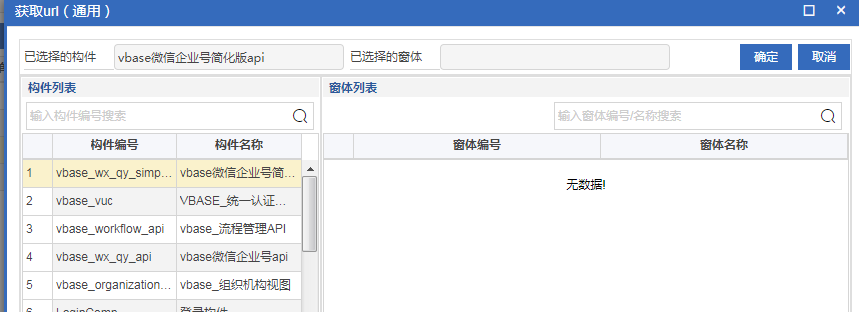 获取url（通用）
已选择的构件 vbase微信企业号简化版api 已选择的窗体 确定 取消
构件列表 窗体列表
输入构件编号搜索 输入窗体编号/名称搜索
构件编号 构件名称 窗体编号 窗体名称
1 vbase_wx_qy_simp... vbase微信企业号简...
无数据!
2 vbase_vuc VBASE_统一认证...
3 vbase_workflow_api vbase_流程管理API
4 vbase_wx_qy_api vbase微信企业号api
5 vbase_organization... vbase_组织机构视图
6 LoginComp 登录构件